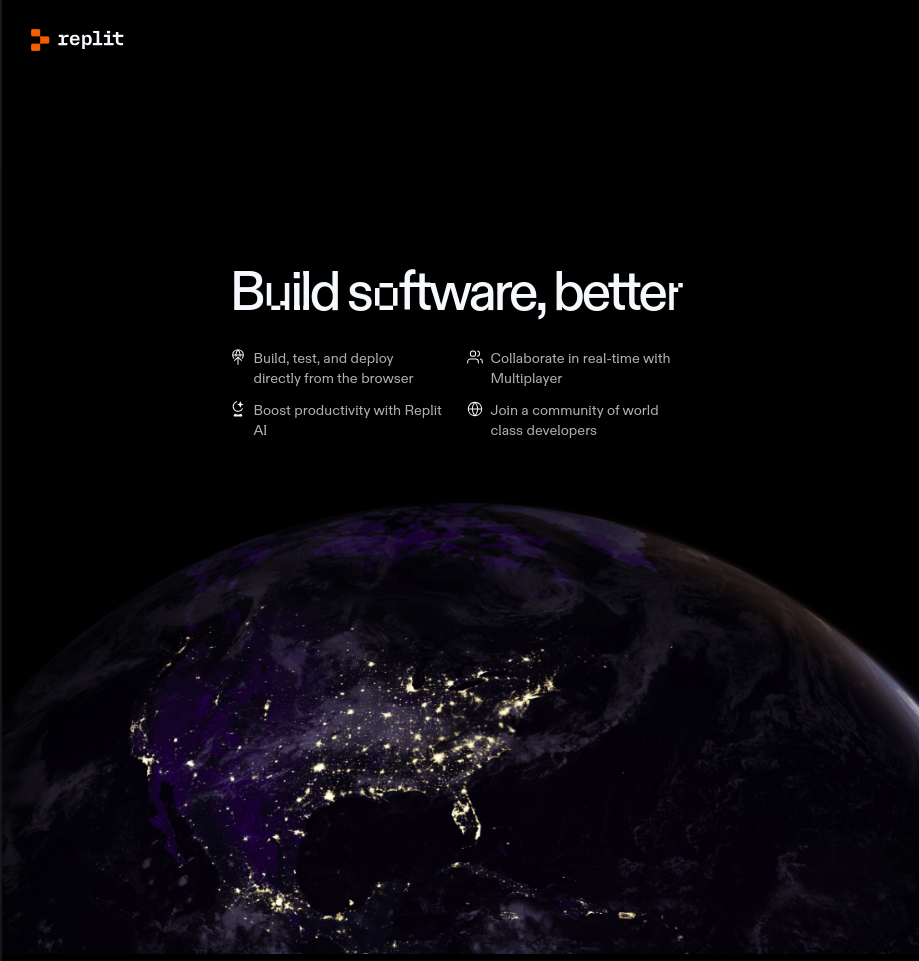 replit
Build software, better
Build, test, and deploy
directly from the browser
Collaborate in real-time with
Multiplayer
Boost productivity with Replit
AI
Join a community of world
class developers